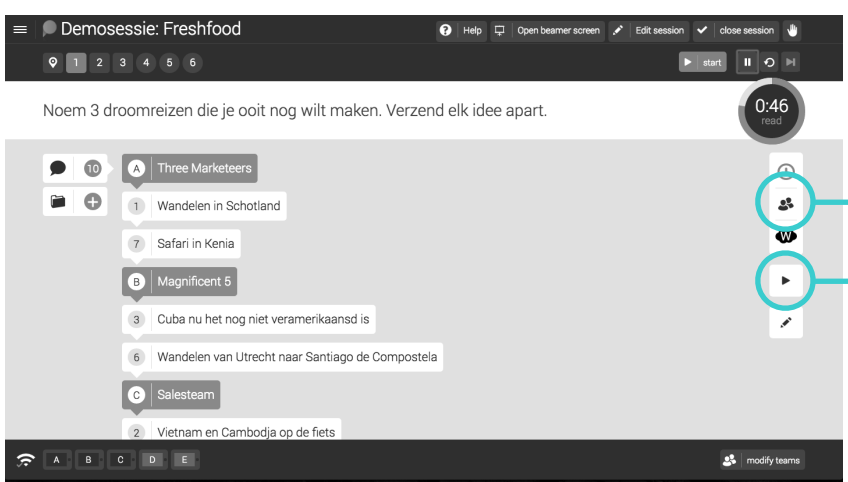 Demosessie: Freshfood
Help
Open beamer screen
Edit session
close session
1 2 3 4 5 6
start
Noem 3 droomreizen die je ooit nog wilt maken. Verzend elk idee apart.
0:46
read
10
A Three Marketeers
1 Wandelen in Schotland
7 Safari in Kenia
W
B Magnificent 5
3 Cuba nu het nog niet veramerikaansd is
6 Wandelen van Utrecht naar Santiago de Compostela
C Salesteam
2 Vietnam en Cambodja op de fiets
A B C D E
modify teams